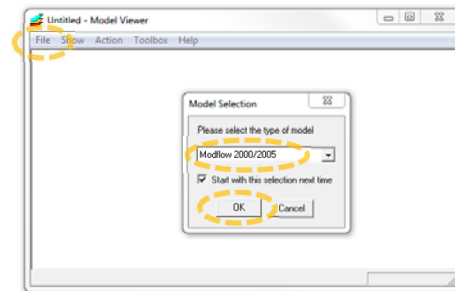 Untitled - Model Viewer
File Show Action Toolbox Help
Model Selection
Please select the type of model
Modflow 2000/2005
Start with this selection next time
OK Cancel